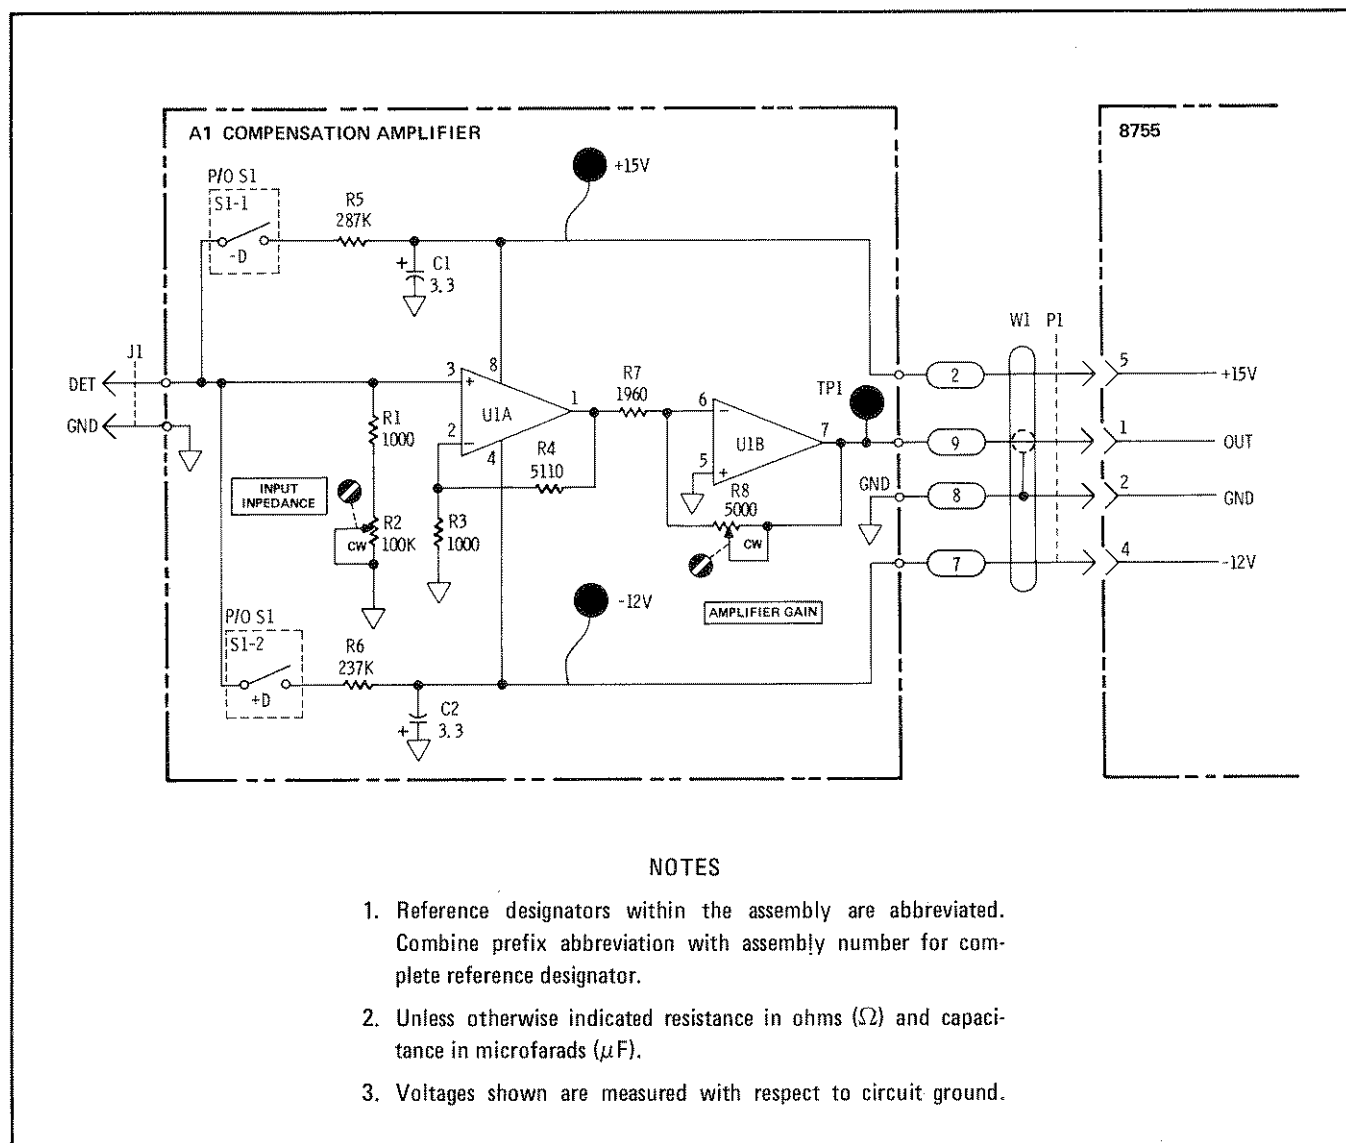 A1 COMPENSATION AMPLIFIER
8755
P/O S1
S1-1
-D
R5
287K
+15V
+
C1
3.3
J1
DET
GND
R1
1000
INPUT
INPEDANCE
R2
100K
CW
3
+
8
U1A
1
2
−
4
R4
5110
R3
1000
R7
1960
6
−
U1B
7
5
+
R8
5000
CW
AMPLIFIER GAIN
TP1
GND
W1
P1
2
5
+15V
9
1
OUT
8
2
GND
7
4
-12V
-12V
P/O S1
S1-2
+D
R6
237K
+
C2
3.3
NOTES
1. Reference designators within the assembly are abbreviated.
Combine prefix abbreviation with assembly number for com-
plete reference designator.
2. Unless otherwise indicated resistance in ohms (Ω) and capaci-
tance in microfarads (μF).
3. Voltages shown are measured with respect to circuit ground.